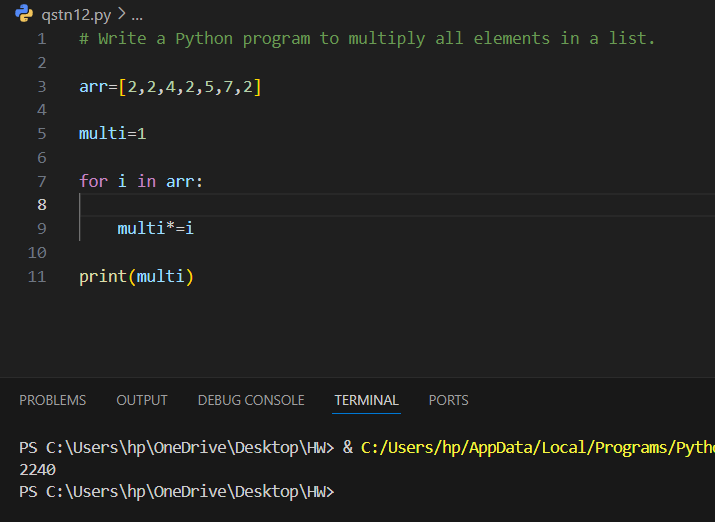 qstn12.py > ...
1 # Write a Python program to multiply all elements in a list.
2
3 arr=[2,2,4,2,5,7,2]
4
5 multi=1
6
7 for i in arr:
8
9     multi*=i
10
11 print(multi)
PROBLEMS OUTPUT DEBUG CONSOLE TERMINAL PORTS
PS C:\Users\hp\OneDrive\Desktop\HW> & C:/Users/hp/AppData/Local/Programs/Pytho
2240
PS C:\Users\hp\OneDrive\Desktop\HW>